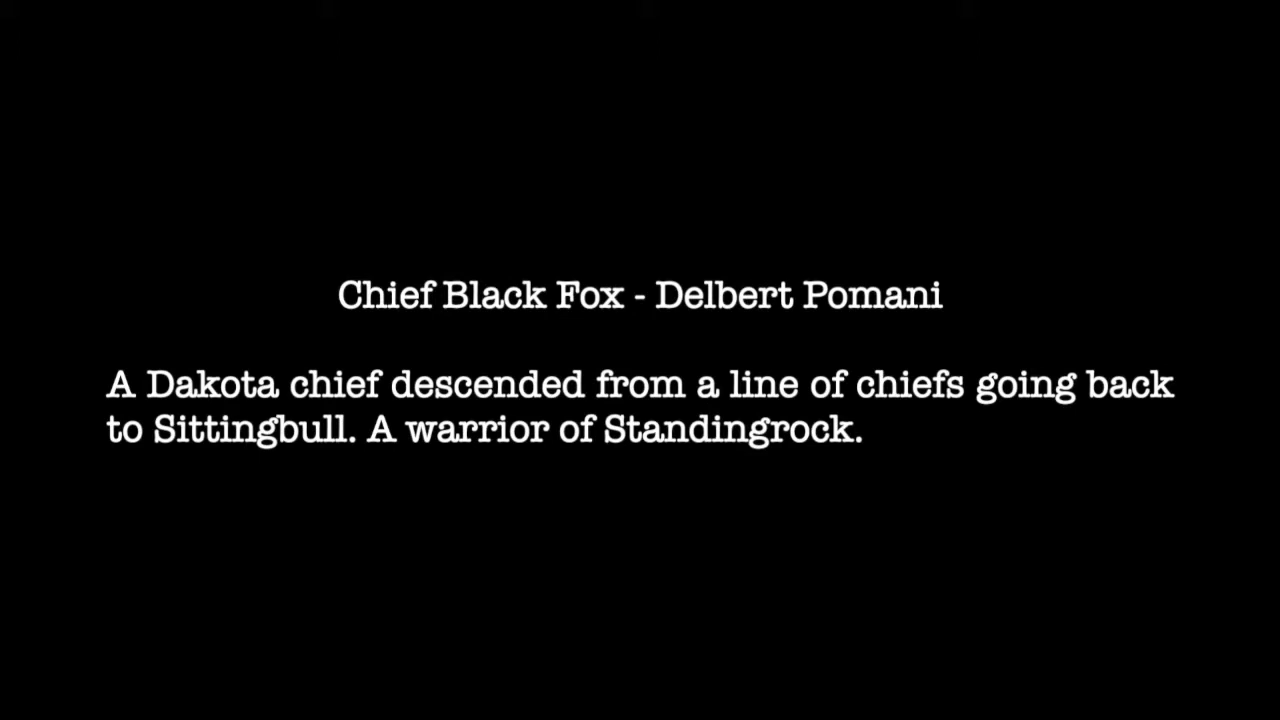 Chief Black Fox - Delbert Pomani
A Dakota chief descended from a line of chiefs going back
to Sittingbull. A warrior of Standingrock.